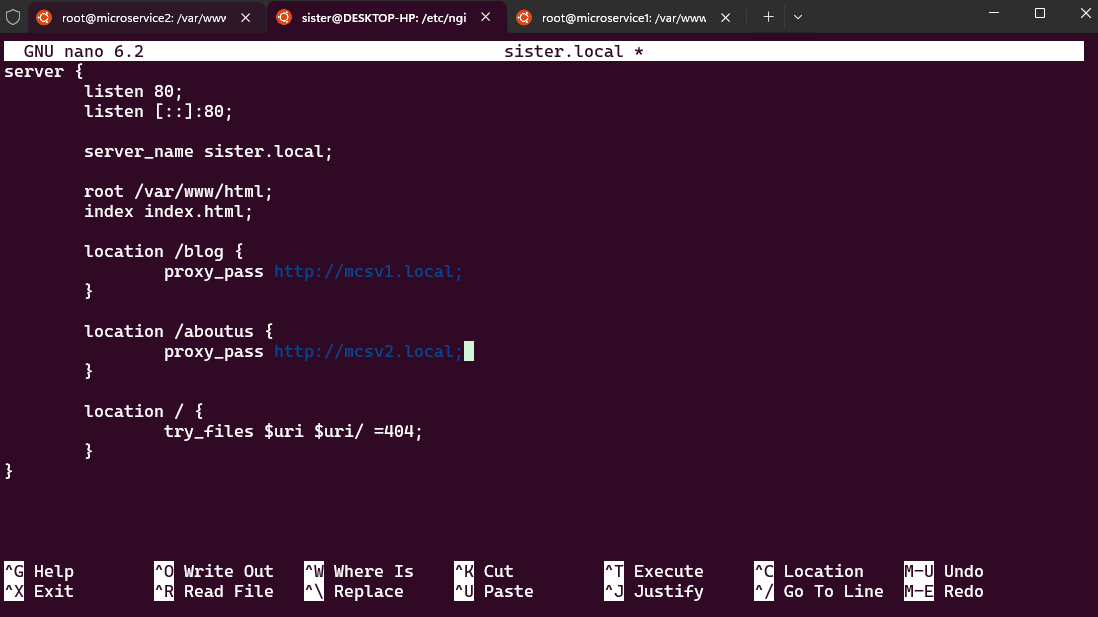 root@microservice2: /var/wwv
sister@DESKTOP-HP: /etc/ngi
root@microservice1: /var/www
GNU nano 6.2 sister.local *
server {
listen 80;
listen [::]:80;
server_name sister.local;
root /var/www/html;
index index.html;
location /blog {
proxy_pass http://mcsv1.local;
}
location /aboutus {
proxy_pass http://mcsv2.local;
}
location / {
try_files $uri $uri/ =404;
}
}
^G Help ^O Write Out ^W Where Is ^K Cut ^T Execute ^C Location M-U Undo
^X Exit ^R Read File ^\ Replace ^U Paste ^J Justify ^/ Go To Line M-E Redo